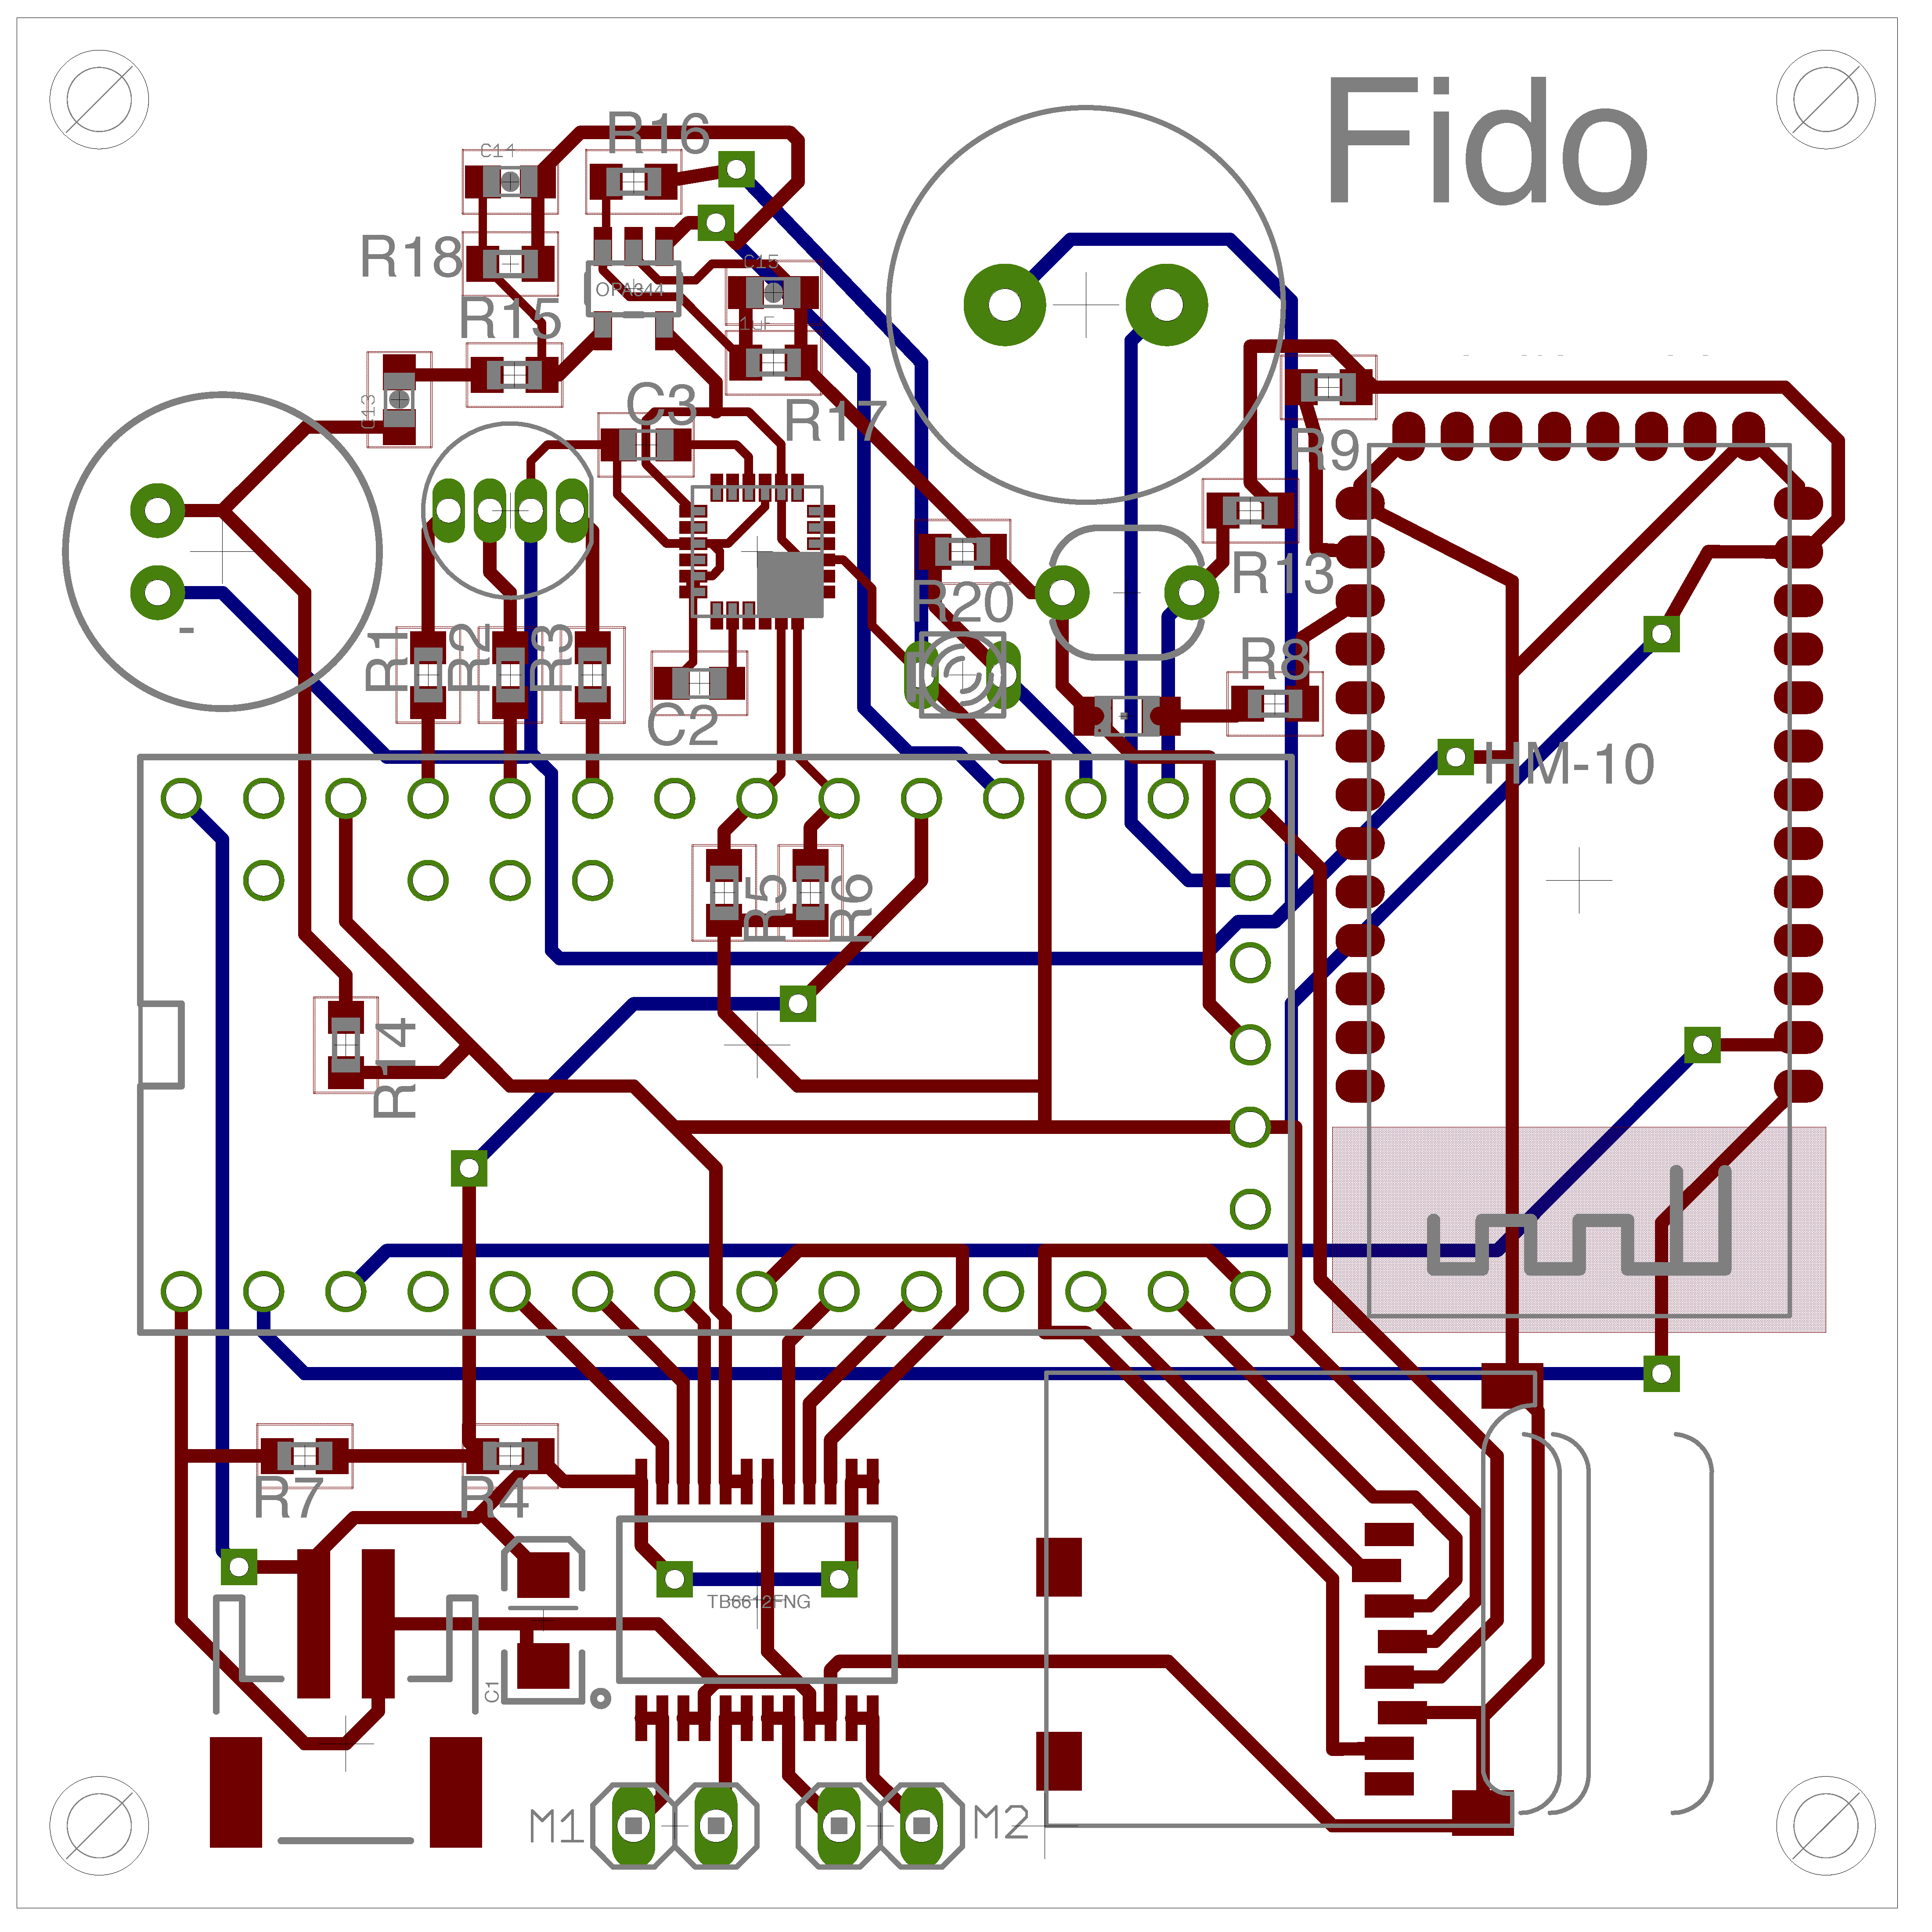 Fido
R16
C14
R18
C15
OPA344
R15
1uF
C3
C13
R17
R9
R13
R20
-
R1
R2
R3
R8
C2
HM-10
R5
R6
R14
R7
R4
TB6612FNG
C1
M1
M2